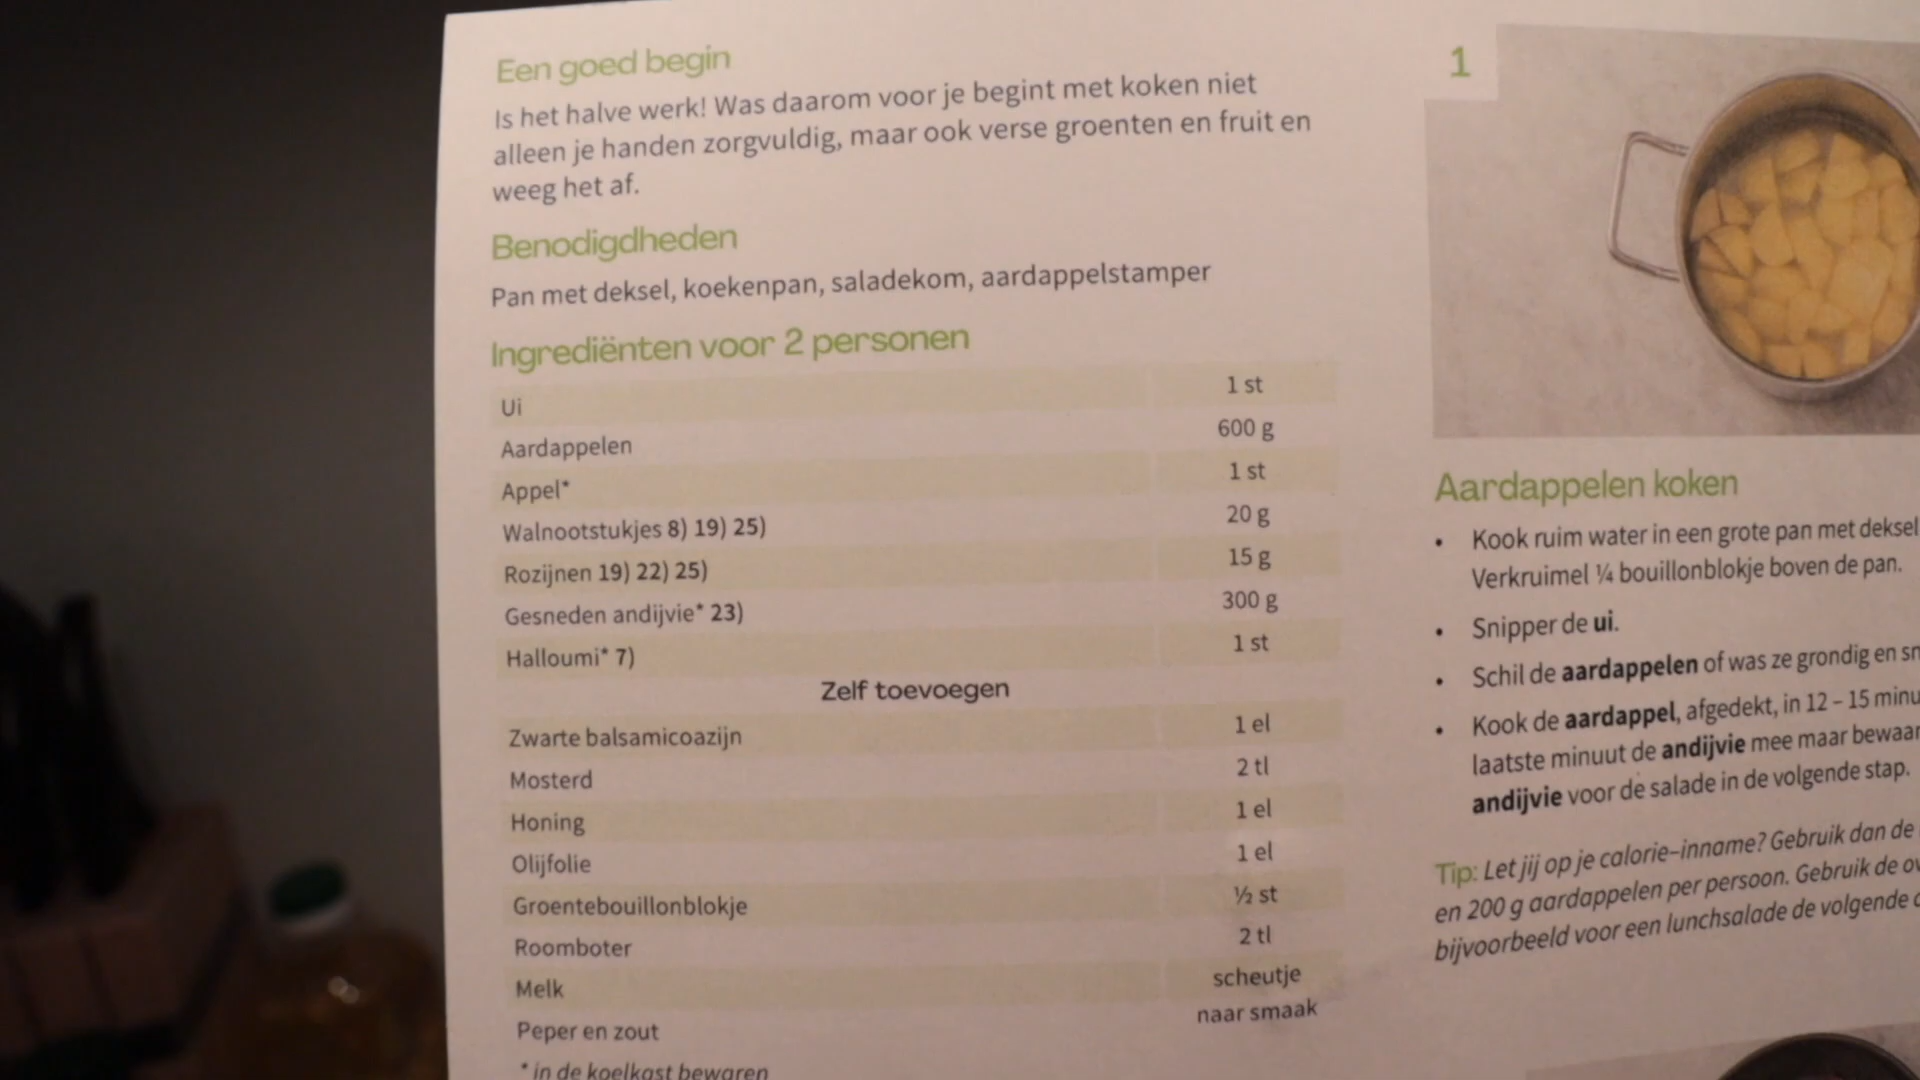 Een goed begin
Is het halve werk! Was daarom voor je begint met koken niet
alleen je handen zorgvuldig, maar ook verse groenten en fruit en
weeg het af.
Benodigdheden
Pan met deksel, koekenpan, saladekom, aardappelstamper
Ingrediënten voor 2 personen
Ui 1 st
Aardappelen 600 g
Appel* 1 st
Walnootstukjes 8) 19) 25) 20 g
Rozijnen 19) 22) 25) 15 g
Gesneden andijvie* 23) 300 g
Halloumi* 7) 1 st
Zelf toevoegen
Zwarte balsamicoazijn 1 el
Mosterd 2 tl
Honing 1 el
Olijfolie 1 el
Groentebouillonblokje ½ st
Roomboter 2 tl
Melk scheutje
Peper en zout naar smaak
* in de koelkast bewaren
1
Aardappelen koken
• Kook ruim water in een grote pan met deksel
Verkruimel ¼ bouillonblokje boven de pan.
• Snipper de ui.
• Schil de aardappelen of was ze grondig en
• Kook de aardappel, afgedekt, in 12 – 15
laatste minuut de andijvie mee maar
andijvie voor de salade in de volgende stap.
Tip: Let jij op je calorie-inname? Gebruik dan de
en 200 g aardappelen per persoon. Gebruik de
bijvoorbeeld voor een lunchsalade de volgende